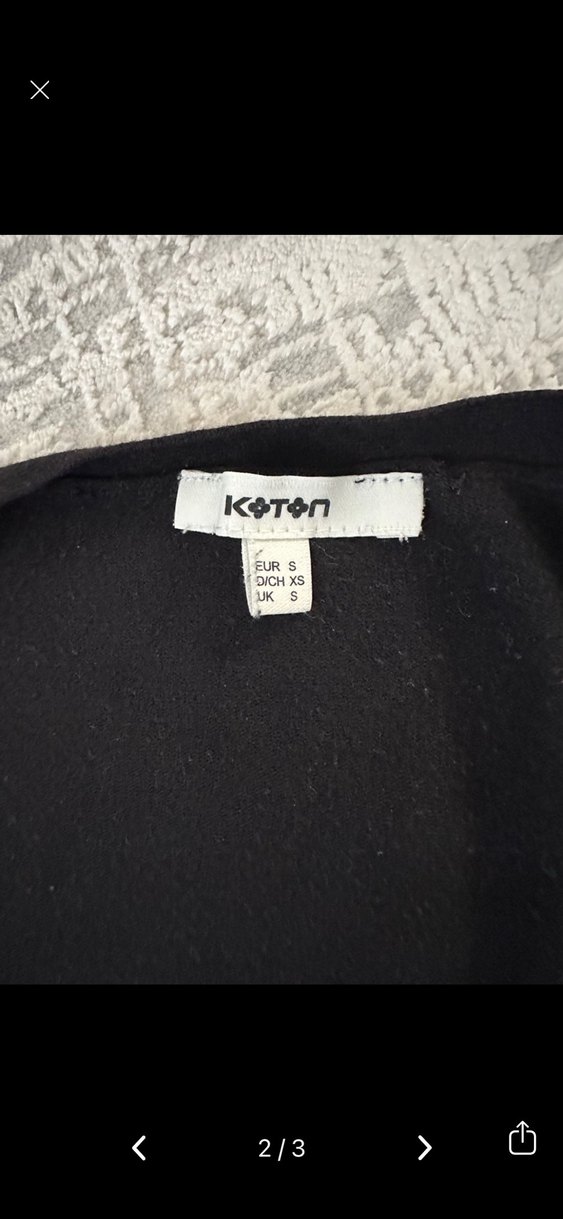 KOTON
EUR S
D/CH XS
UK S
2 / 3